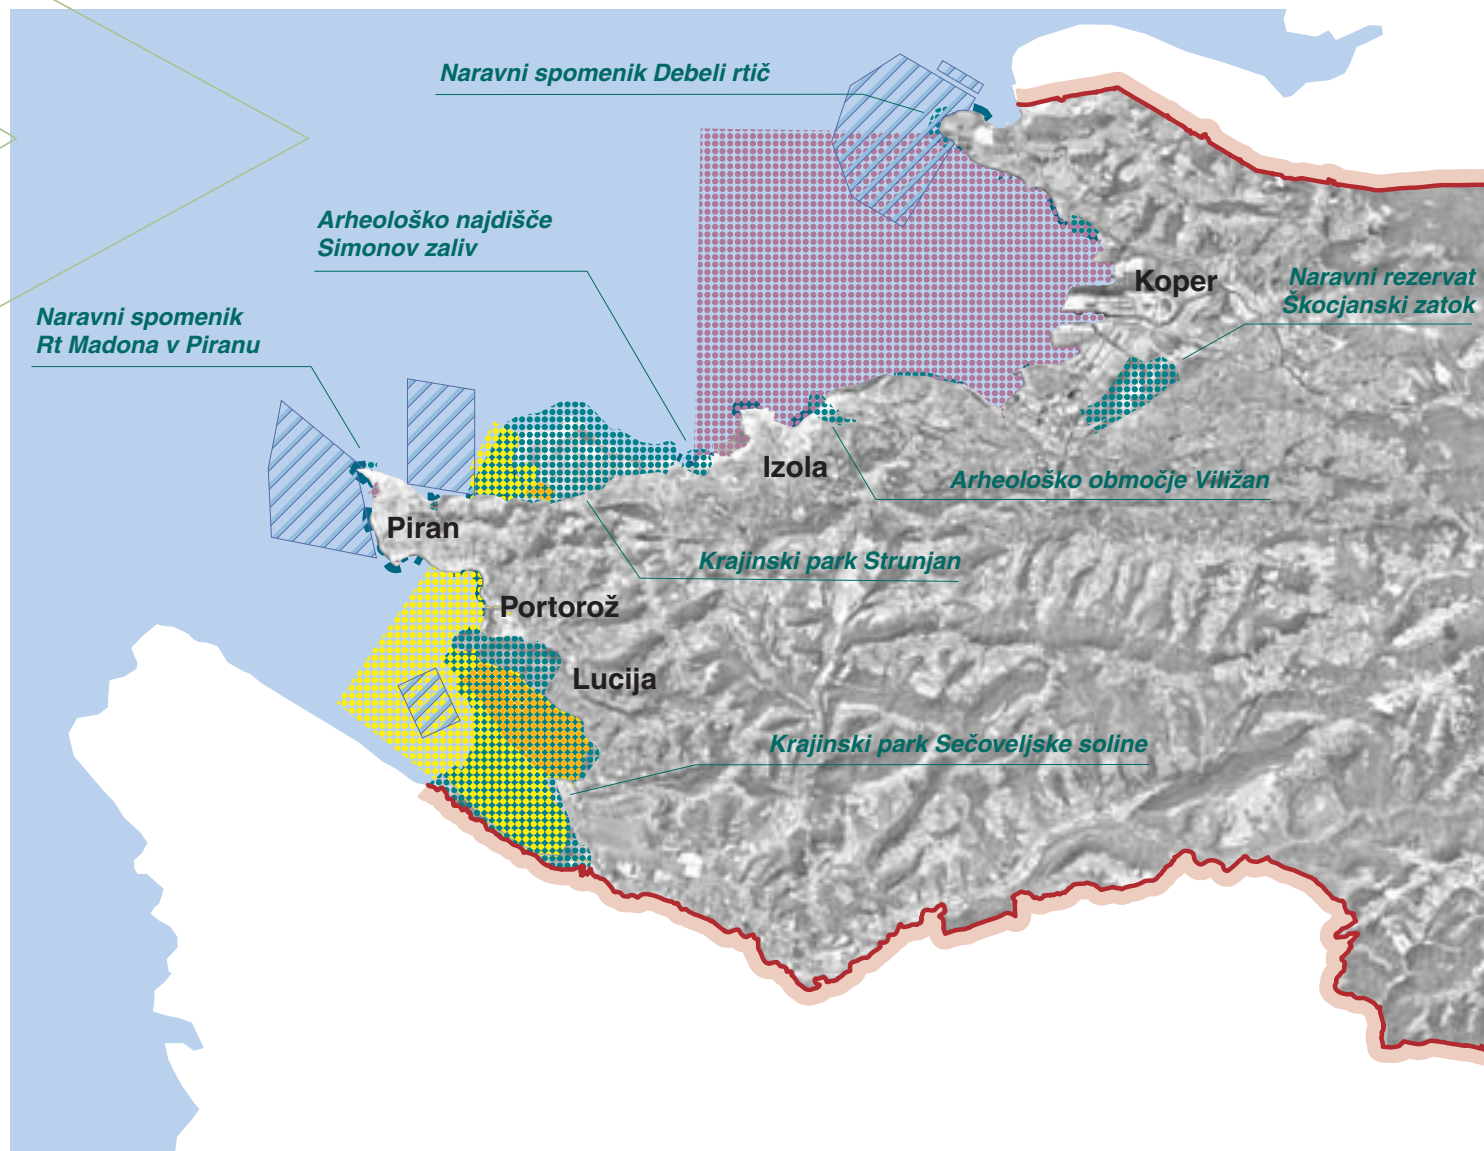 Naravni spomenik Debeli rtič
Arheološko najdišče
Simonov zaliv
Koper
Naravni rezervat
Škocjanski zatok
Naravni spomenik
Rt Madona v Piranu
Izola
Arheološko območje Viližan
Piran
Krajinski park Strunjan
Portorož
Lucija
Krajinski park Sečoveljske soline